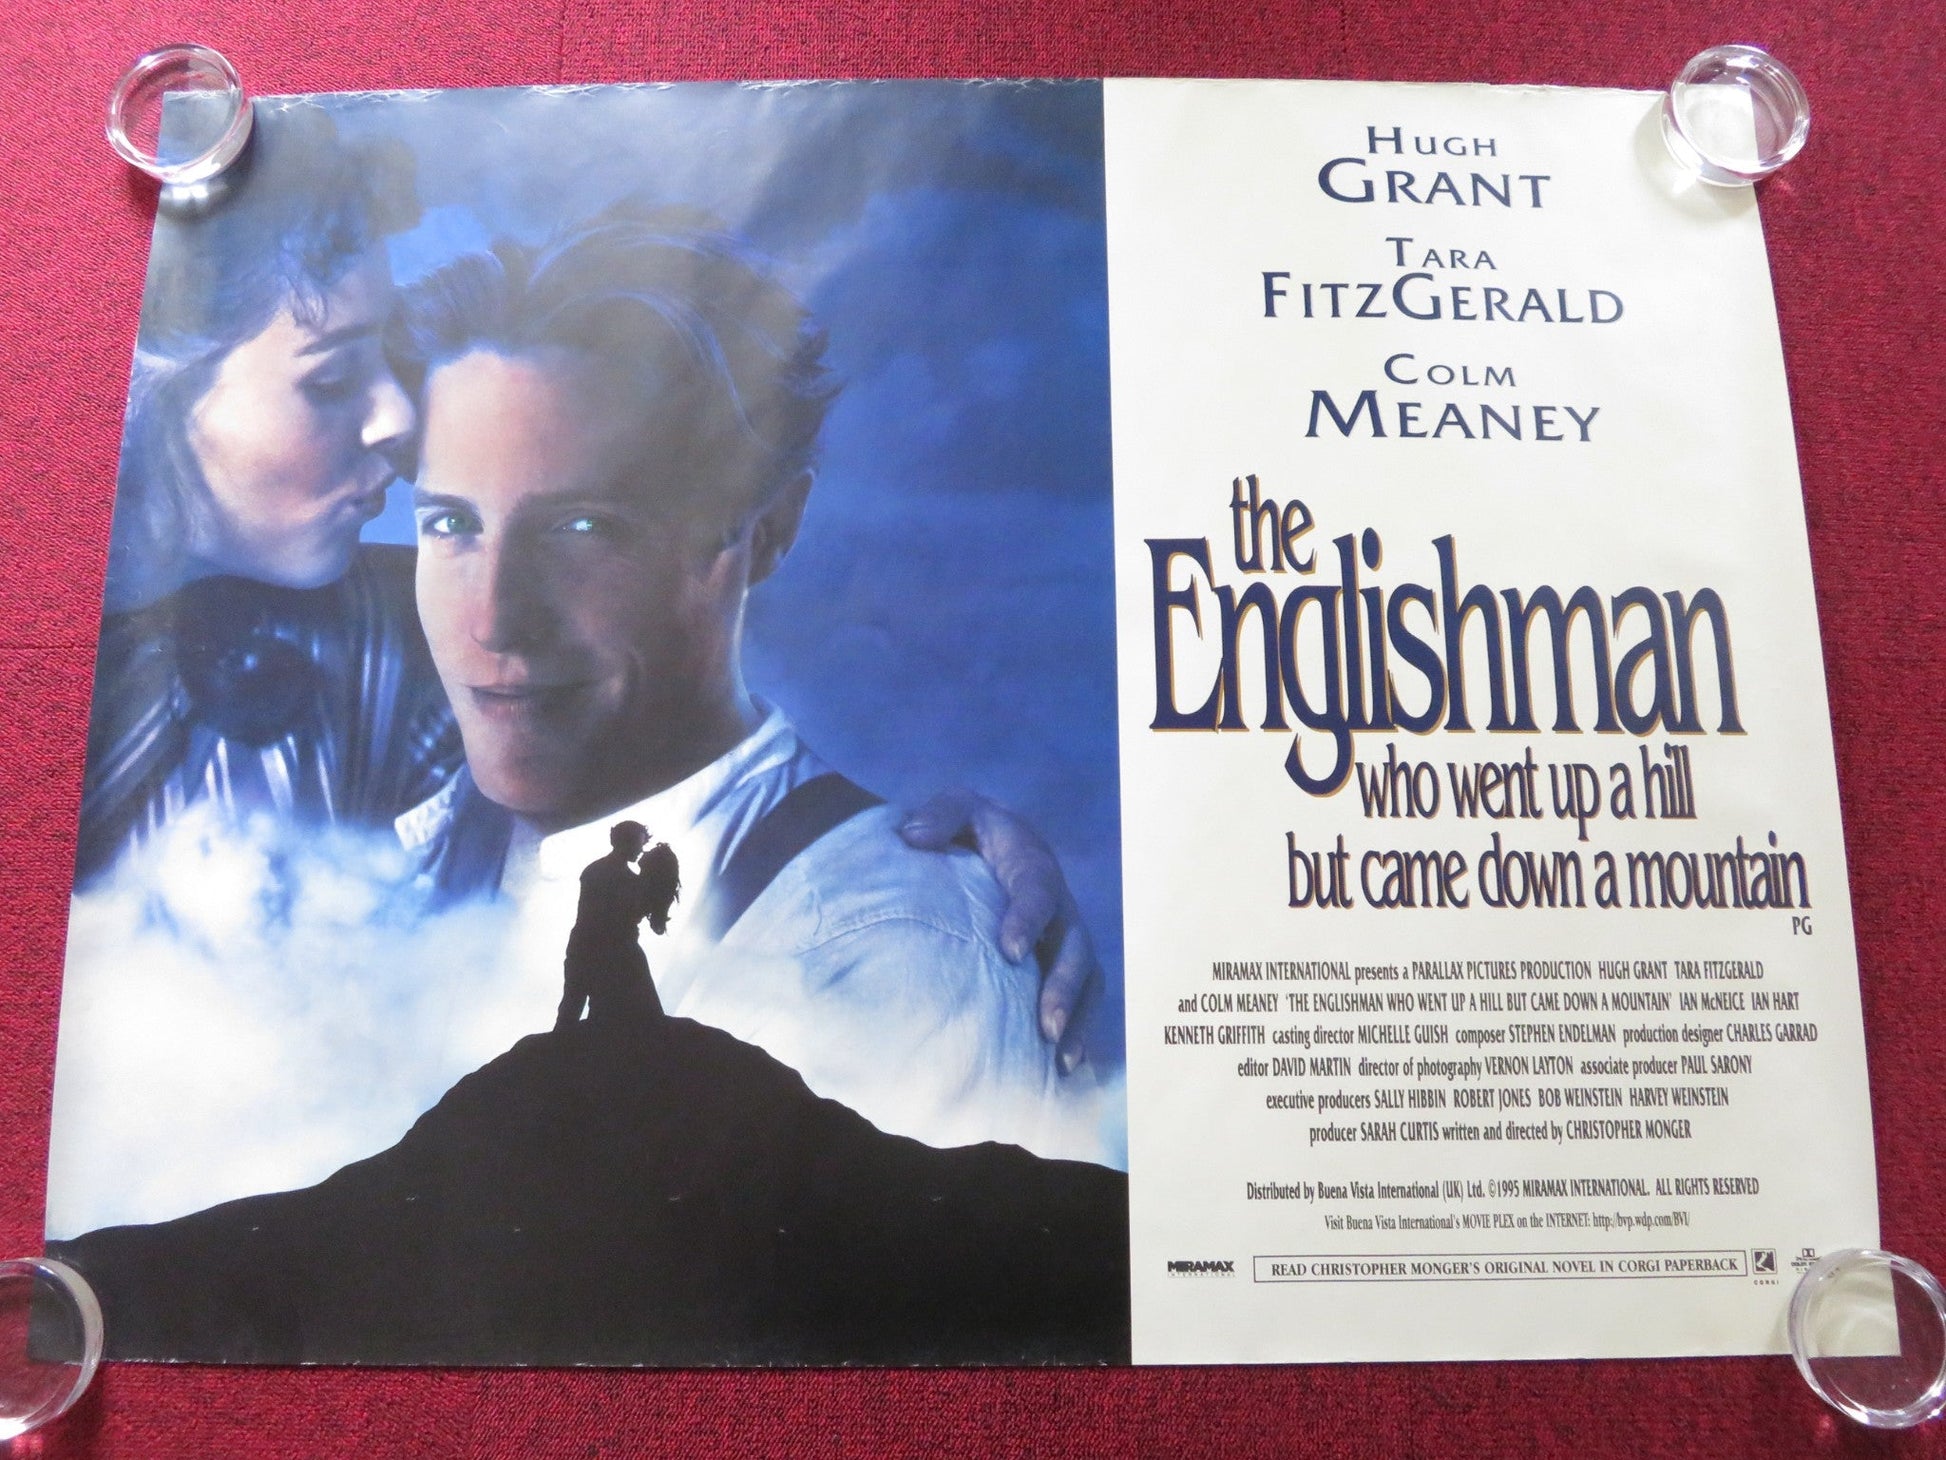 HUGH
GRANT
TARA
FITZGERALD
COLM
MEANEY
the
Englishman
who went up a hill
but came down a mountain
PG
MIRAMAX INTERNATIONAL presents a PARALLAX PICTURES PRODUCTION HUGH GRANT TARA FITZGERALD
and COLM MEANEY 'THE ENGLISHMAN WHO WENT UP A HILL BUT CAME DOWN A MOUNTAIN' IAN McNEICE IAN HART
KENNETH GRIFFITH casting director MICHELLE GUISH composer STEPHEN ENDELMAN production designer CHARLES GARRAD
editor DAVID MARTIN director of photography VERNON LAYTON associate producer PAUL SARONY
executive producers SALLY HIBBIN ROBERT JONES BOB WEINSTEIN HARVEY WEINSTEIN
producer SARAH CURTIS written and directed by CHRISTOPHER MONGER
Distributed by Buena Vista International (UK) Ltd. ©1995 MIRAMAX INTERNATIONAL. ALL RIGHTS RESERVED
Visit Buena Vista International's MOVIE PLEX on the INTERNET: http://bvp.wdp.com/BVI/
MIRAMAX
INTERNATIONAL
READ CHRISTOPHER MONGER'S ORIGINAL NOVEL IN CORGI PAPERBACK
CORGI